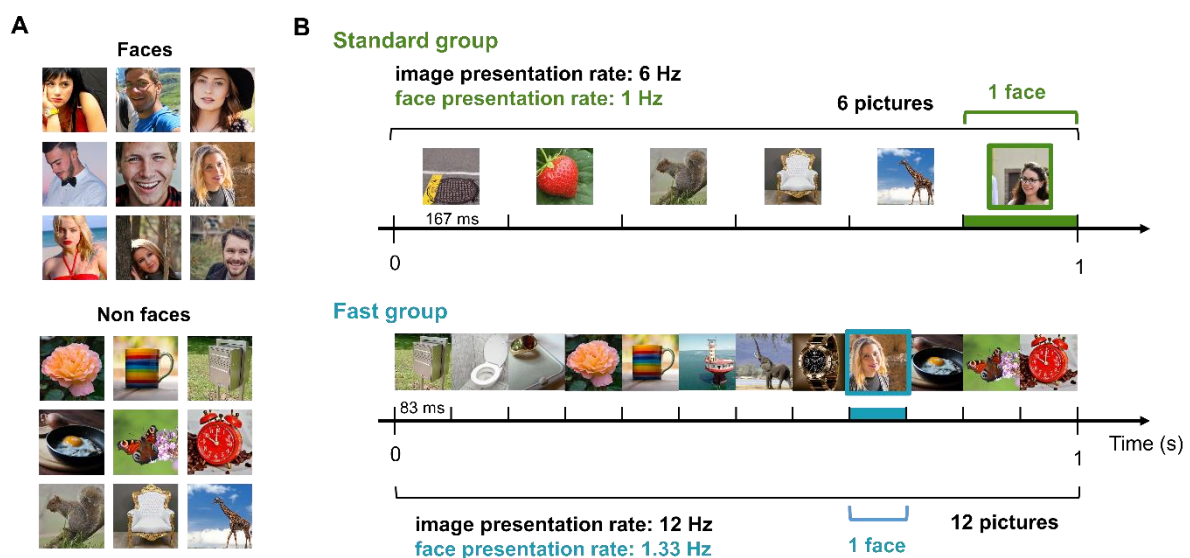 A
Faces
Non faces
B
Standard group
image presentation rate: 6 Hz
face presentation rate: 1 Hz
6 pictures
1 face
167 ms
0
1
Fast group
83 ms
0
1
Time (s)
image presentation rate: 12 Hz
face presentation rate: 1.33 Hz
1 face
12 pictures